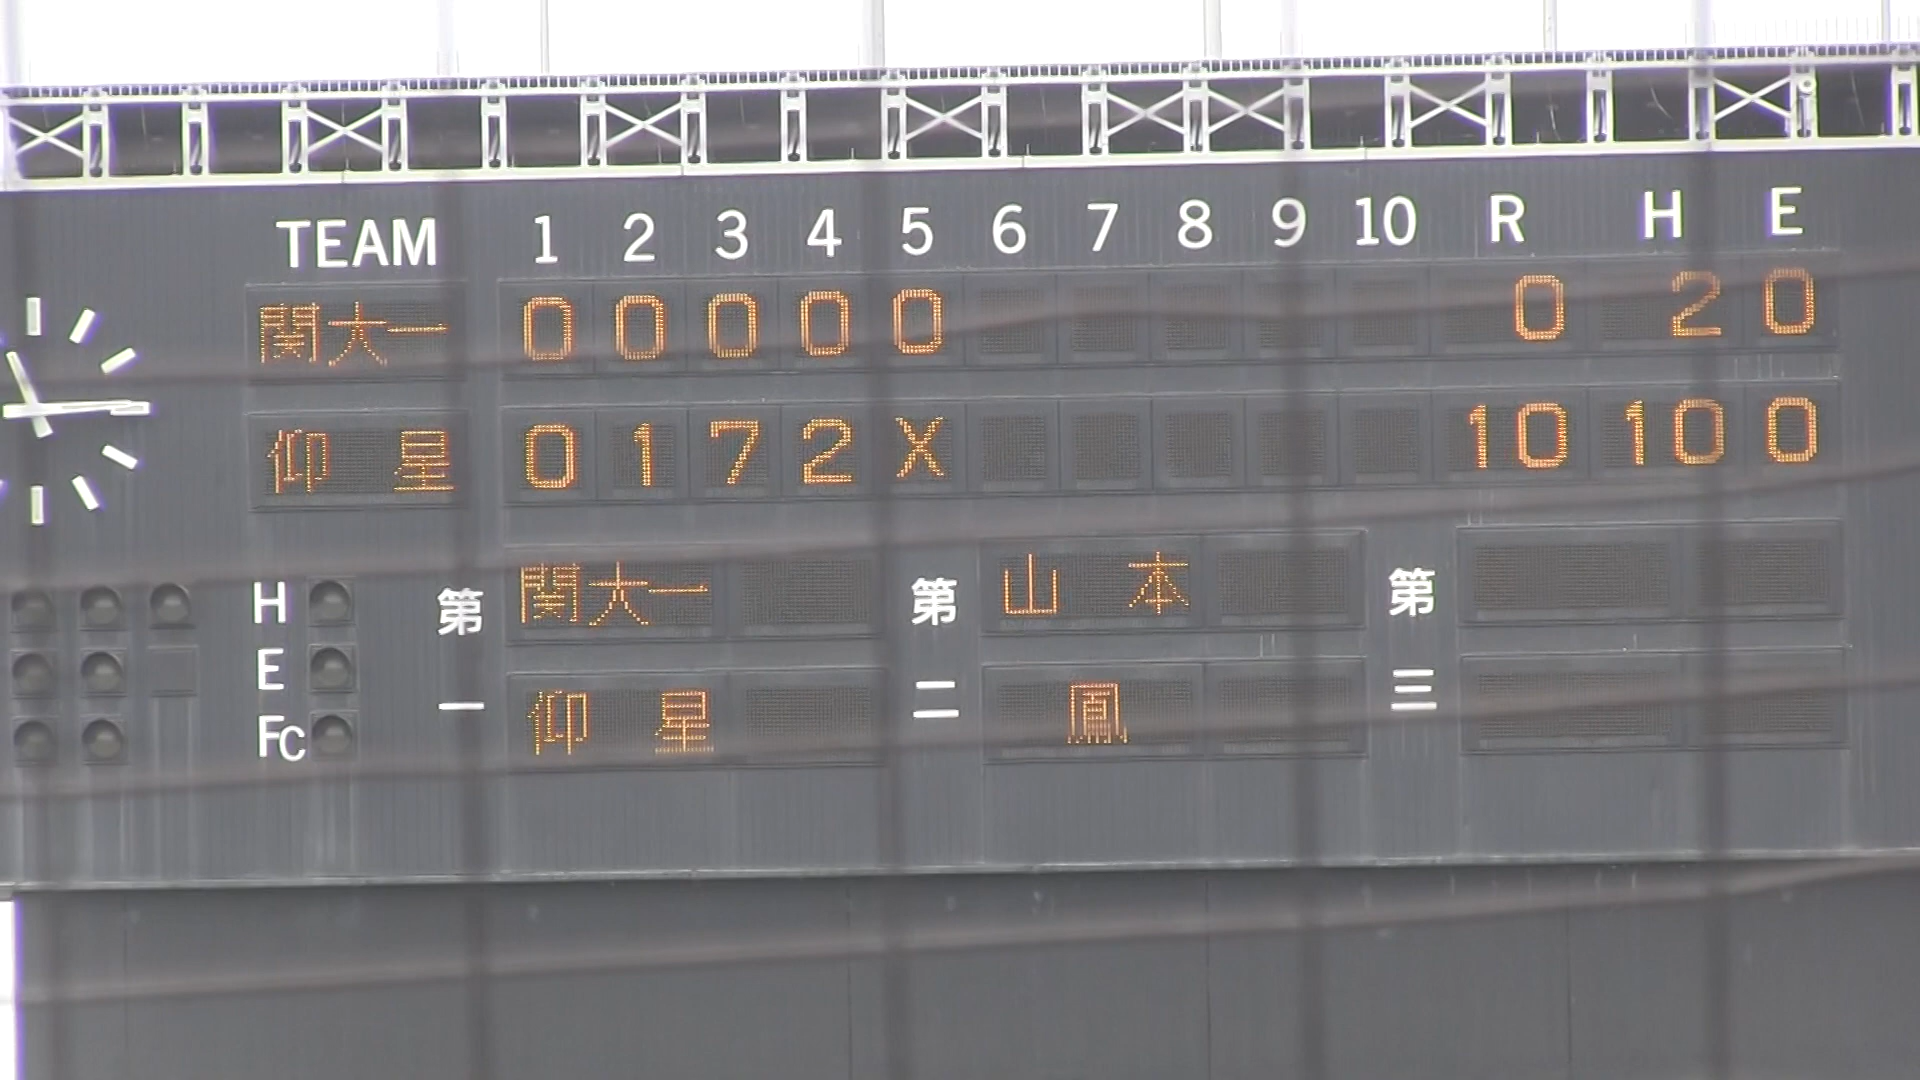 TEAM 1 2 3 4 5 6 7 8 9 10 R H E
関大一 0 0 0 0 0 0 2 0
仰星 0 1 7 2 X 10 10 0
H 第一 関大一 第二 山本 第三
E 仰星 鳳
Fc